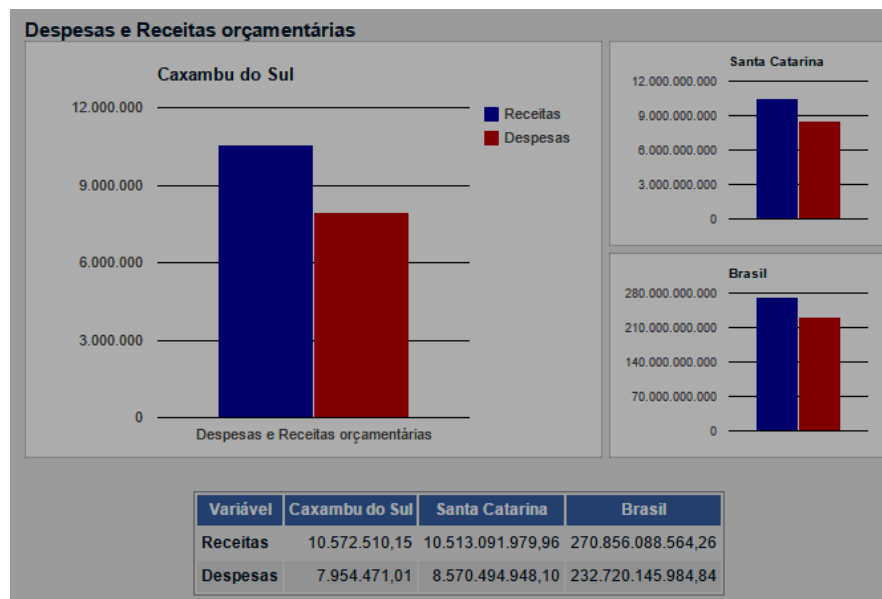 Despesas e Receitas orçamentárias
Caxambu do Sul
12.000.000
9.000.000
6.000.000
3.000.000
0
Despesas e Receitas orçamentárias
Receitas
Despesas
Santa Catarina
12.000.000.000
9.000.000.000
6.000.000.000
3.000.000.000
0
Brasil
280.000.000.000
210.000.000.000
140.000.000.000
70.000.000.000
0
Variável Caxambu do Sul Santa Catarina Brasil
Receitas 10.572.510,15 10.513.091.979,96 270.856.088.564,26
Despesas 7.954.471,01 8.570.494.948,10 232.720.145.984,84